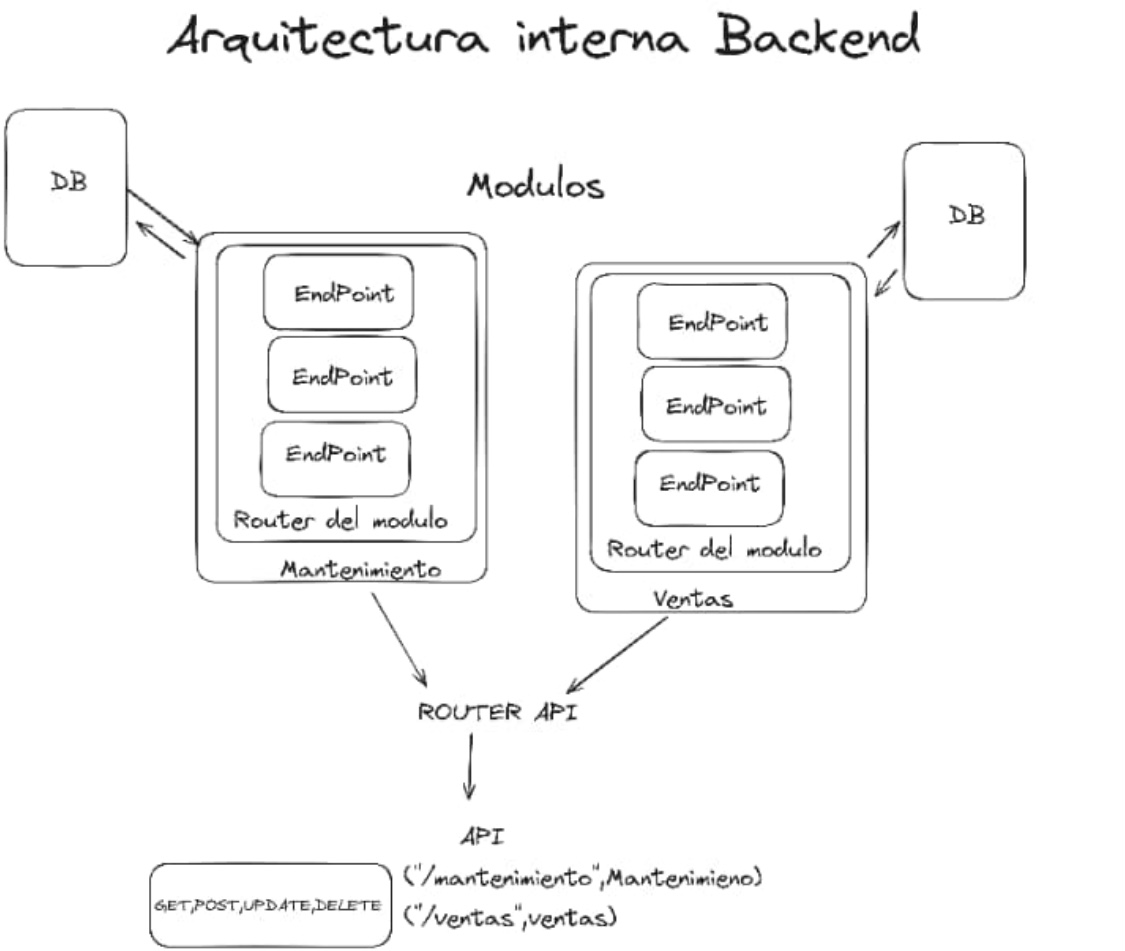 Arquitectura interna Backend
DB
Modulos
DB
EndPoint
EndPoint
EndPoint
Router del modulo
Mantenimiento
EndPoint
EndPoint
EndPoint
Router del modulo
Ventas
ROUTER API
API
GET,POST,UPDATE,DELETE
("/mantenimiento",Mantenimieno)
("/ventas",ventas)